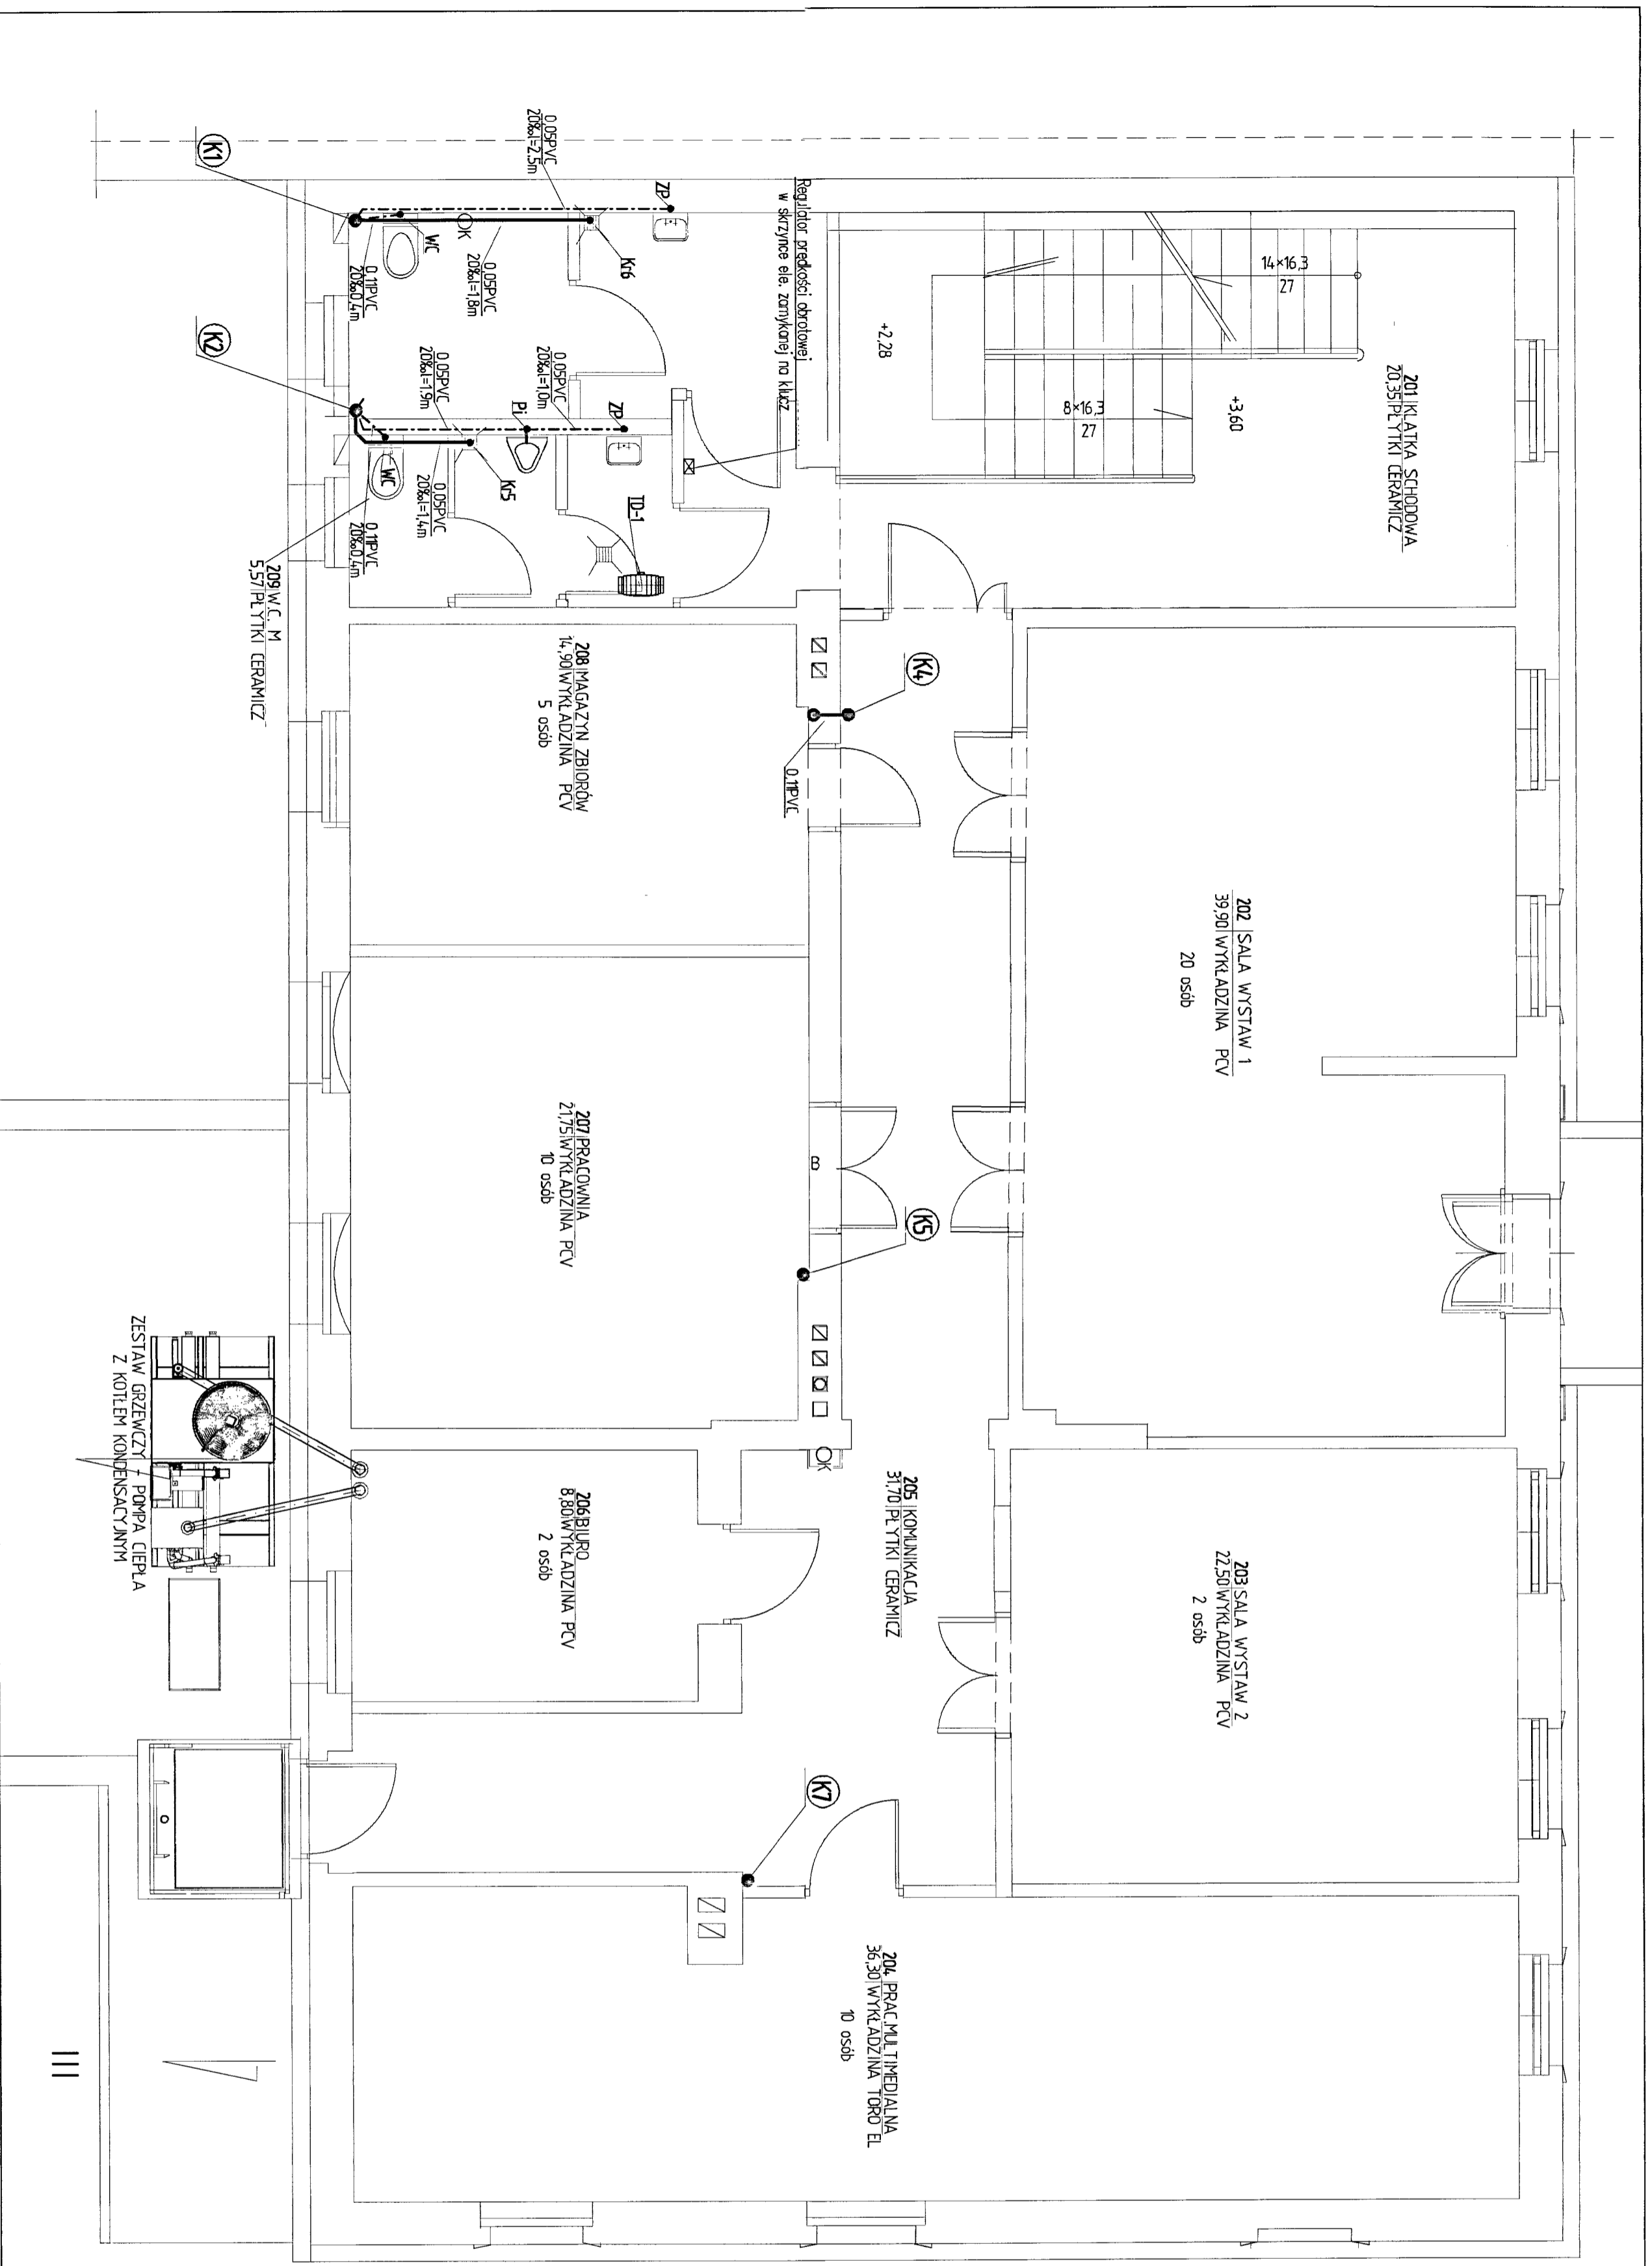 201 KLATKA SCHODOWA
20,35 PŁYTKI CERAMICZ
14×16,3
27
8×16,3
27
+3,60
+2,28
Regulator prędkości obrotowej
w skrzynce ele. zamykanej na klucz
202 SALA WYSTAW 1
39,90 WYKŁADZINA PCV
20 osób
203 SALA WYSTAW 2
22,50 WYKŁADZINA PCV
2 osób
204 PRAC.MULTIMEDIALNA
36,30 WYKŁADZINA TORO EL
10 osób
205 KOMUNIKACJA
31,70 PŁYTKI CERAMICZ
206 BIURO
8,80 WYKŁADZINA PCV
2 osób
207 PRACOWNIA
21,75 WYKŁADZINA PCV
10 osób
208 MAGAZYN ZBIORÓW
14,90 WYKŁADZINA PCV
5 osób
209 W.C. M
5,57 PŁYTKI CERAMICZ
K1
K2
K4
K5
K7
0,11PVC
B
OK
ZP
0,05PVC
20‰l=2,5m
Kr6
OK
WC
0,05PVC
20‰l=1,8m
0,11PVC
20‰0,4m
ZP
0,05PVC
20‰l=1,0m
Pi
0,05PVC
20‰l=1,9m
Kr5
TD-1
WC
0,05PVC
20‰l=1,4m
0,11PVC
20‰0,4m
ZESTAW GRZEWCZY - POMPA CIEPŁA
Z KOTŁEM KONDENSACYJNYM